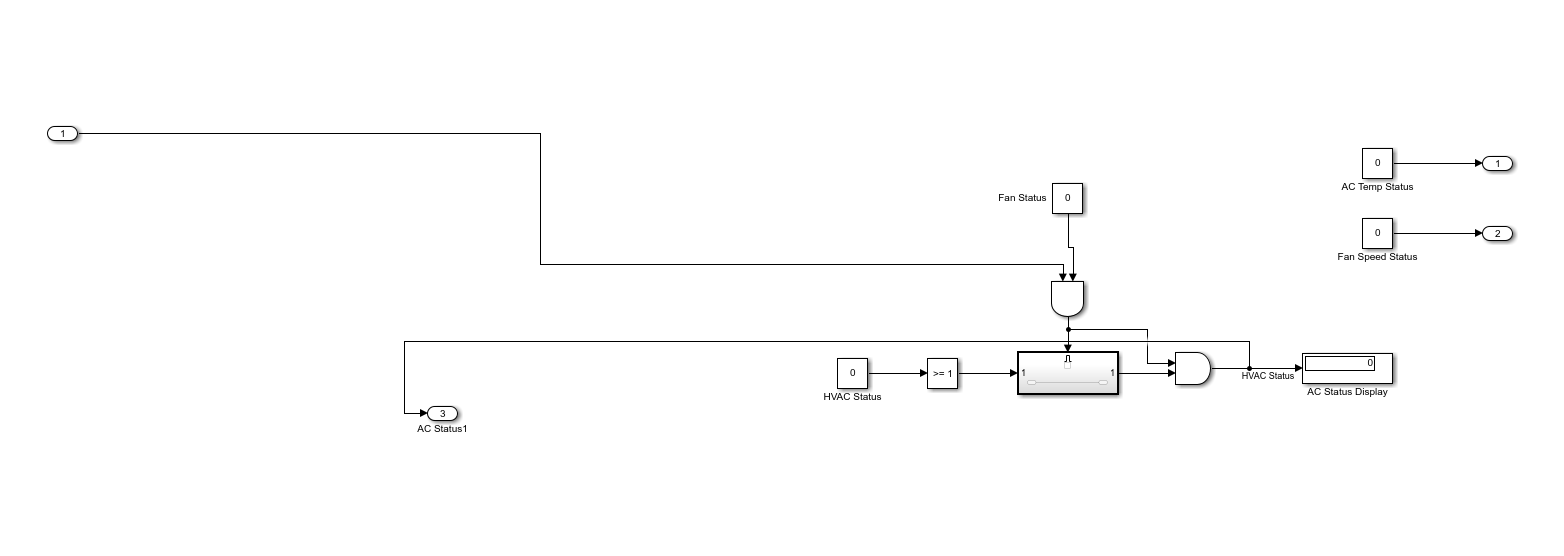 1
0
1
AC Temp Status
Fan Status
0
0
2
Fan Speed Status
0
>= 1
1
1
0
HVAC Status
HVAC Status
AC Status Display
3
AC Status1